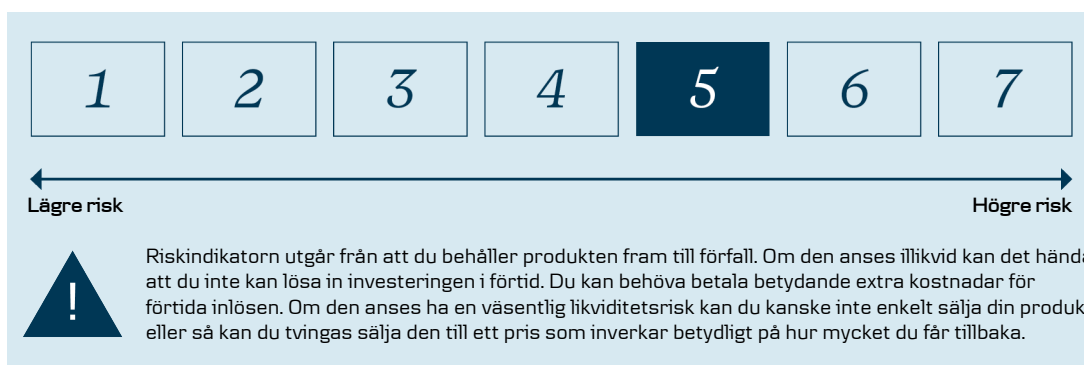 1 2 3 4 5 6 7
Lägre risk Högre risk
Riskindikatorn utgår från att du behåller produkten fram till förfall. Om den anses illikvid kan det hända
! att du inte kan lösa in investeringen i förtid. Du kan behöva betala betydande extra kostnadar för
förtida inlösen. Om den anses ha en väsentlig likviditetsrisk kan du kanske inte enkelt sälja din produk
eller så kan du tvingas sälja den till ett pris som inverkar betydligt på hur mycket du får tillbaka.